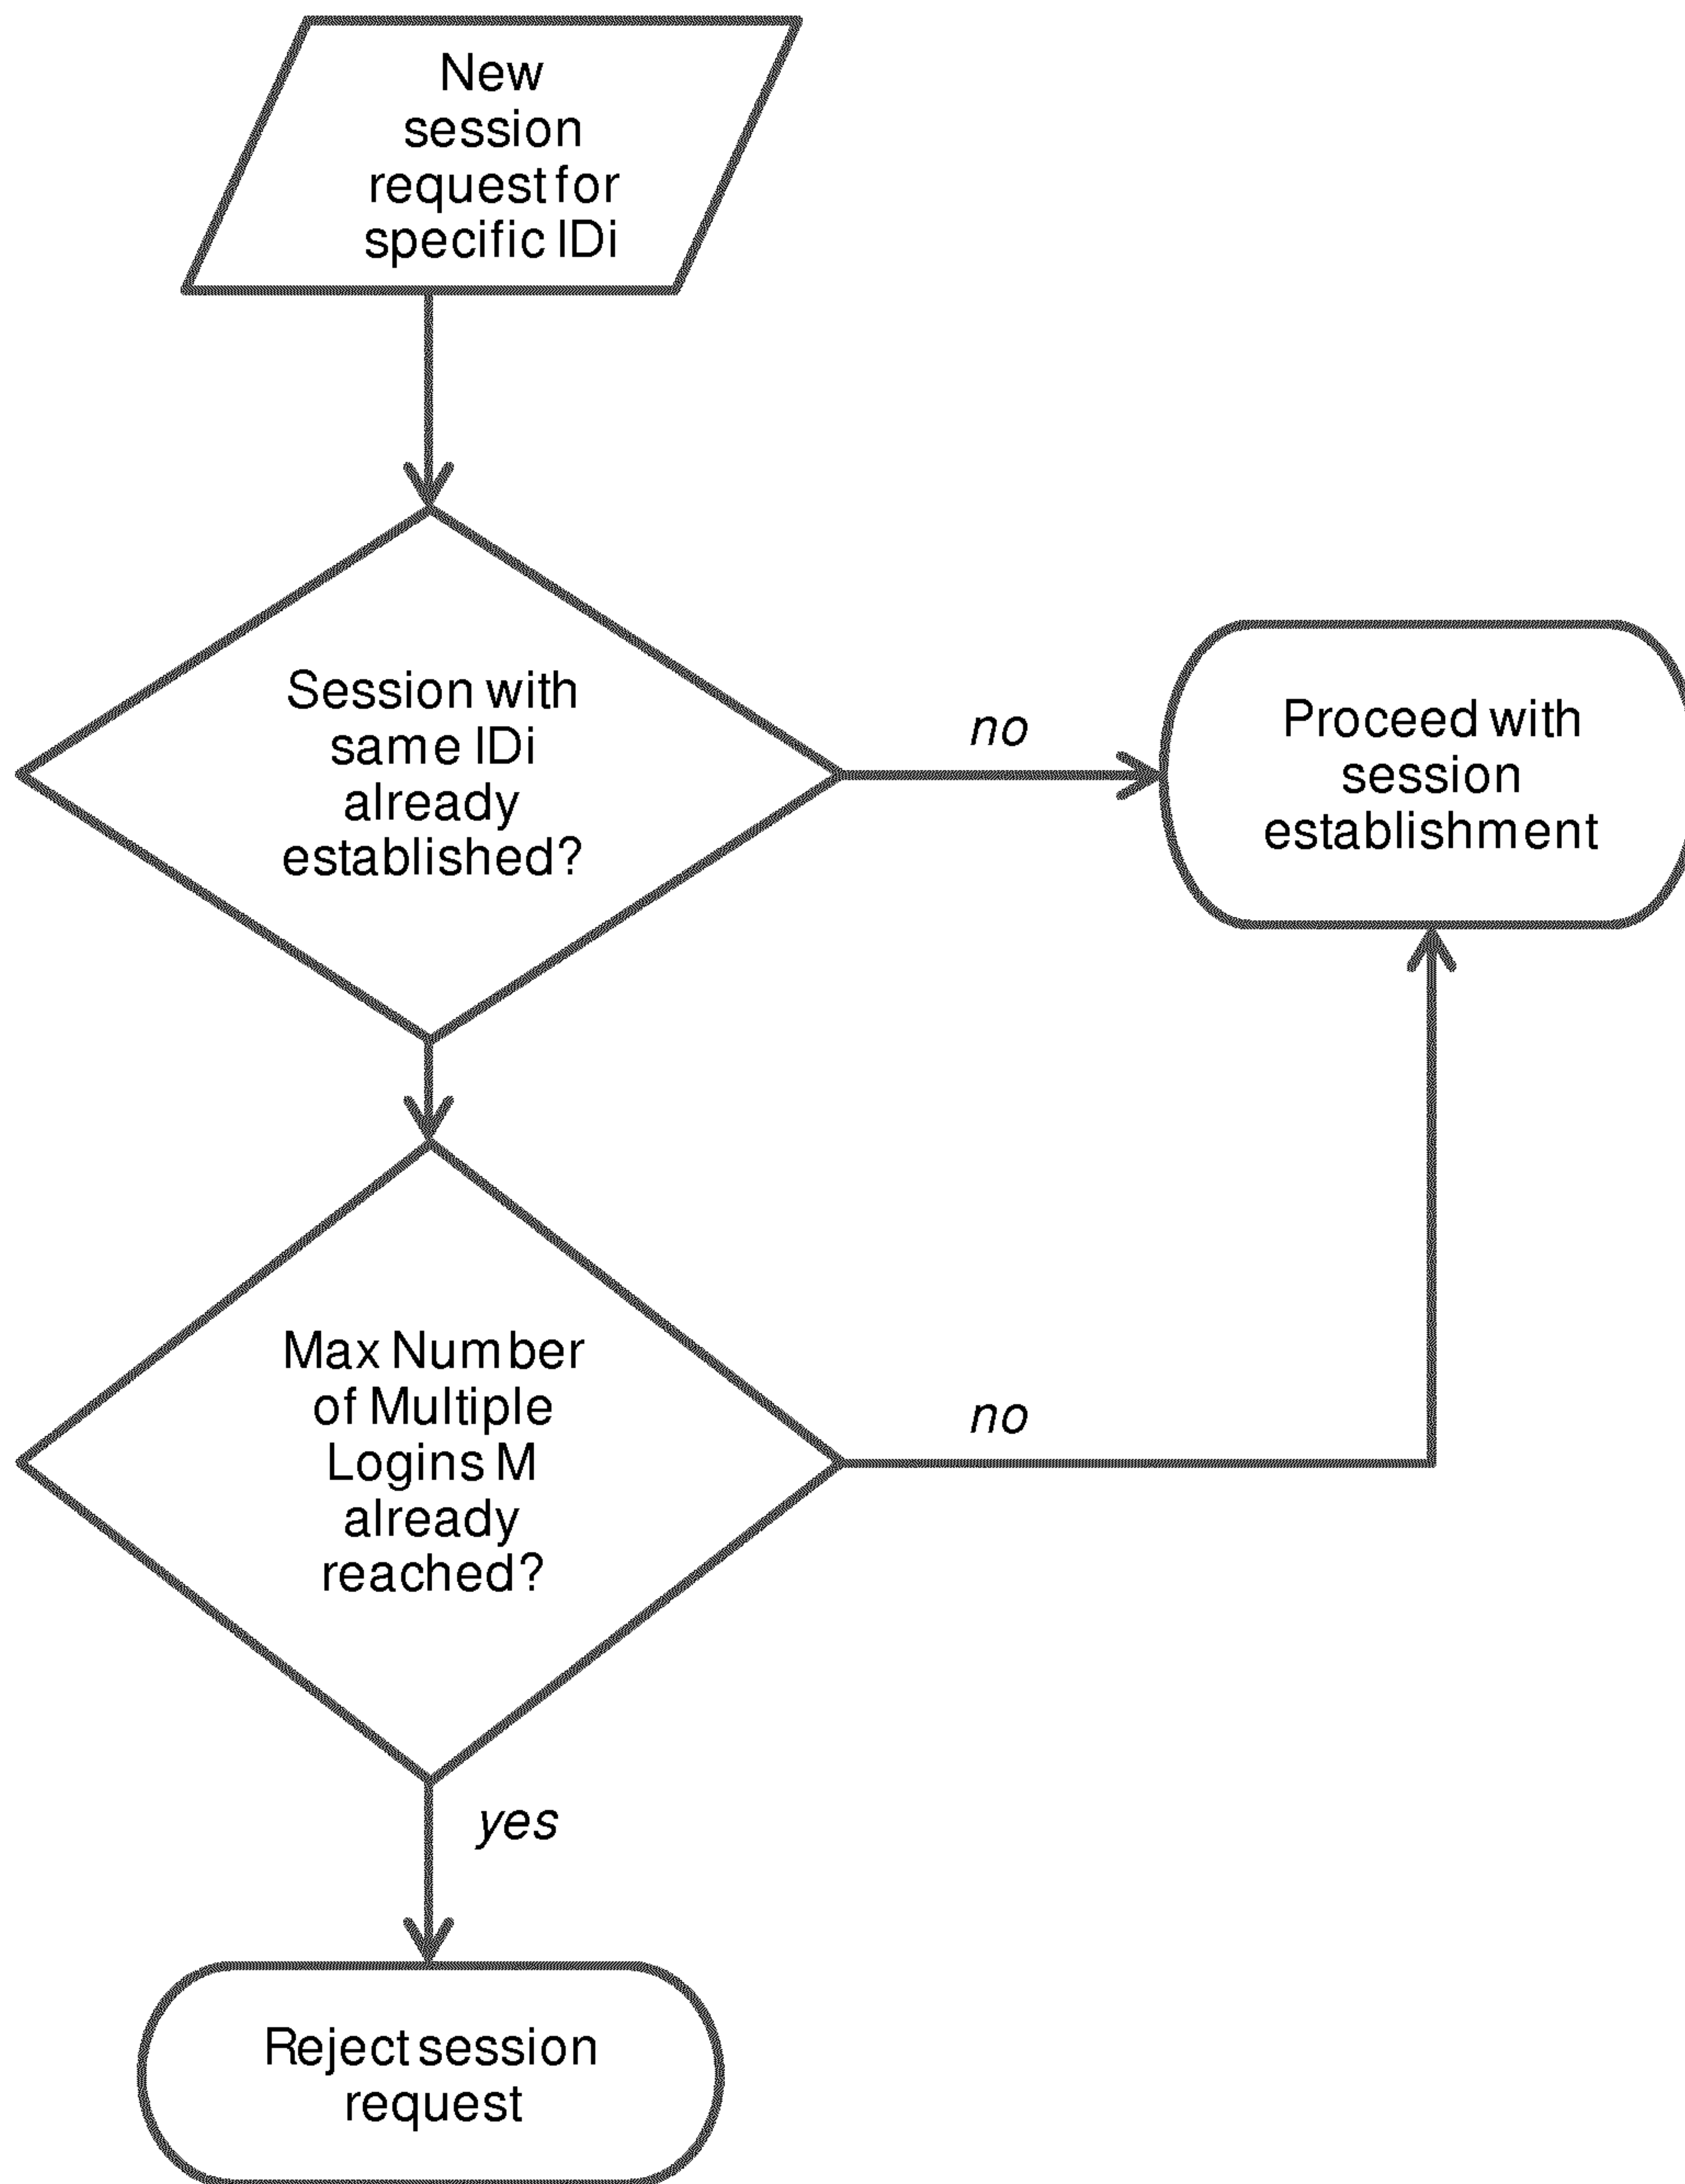 New
session
request for
specific IDi
Session with
same IDi
already
established?
no
Proceed with
session
establishment
Max Number
of Multiple
Logins M
already
reached?
no
yes
Reject session
request